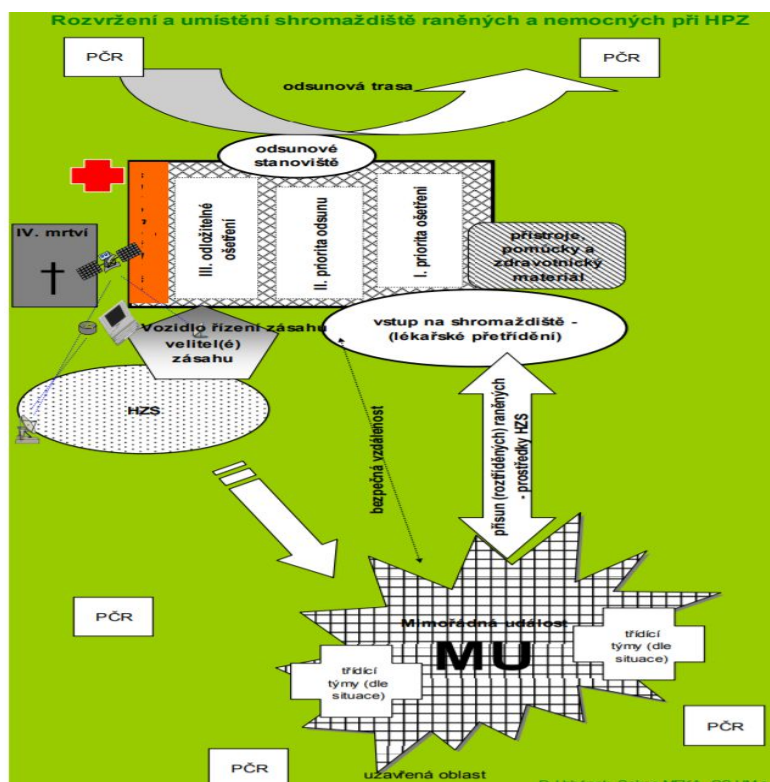 Rozvržení a umístění shromaždiště raněných a nemocných při HPZ
PČR
PČR
odsunová trasa
odsunové
stanoviště
III. odložitelné
ošetření
II. priorita odsunu
I. priorita ošetření
IV. mrtví
přístroje,
pomůcky a
zdravotnický
materiál
Vozidlo řízení zásahu
velitel(é)
zásahu
vstup na shromaždiště -
(lékařské přetřídění)
HZS
bezpečná vzdálenost
přísun (roztříděných) raněných
- prostředky HZS
PČR
Mimořádná událost
MU
třídící
týmy (dle
situace)
třídící
týmy (dle
situace)
PČR
PČR
uzavřená oblast